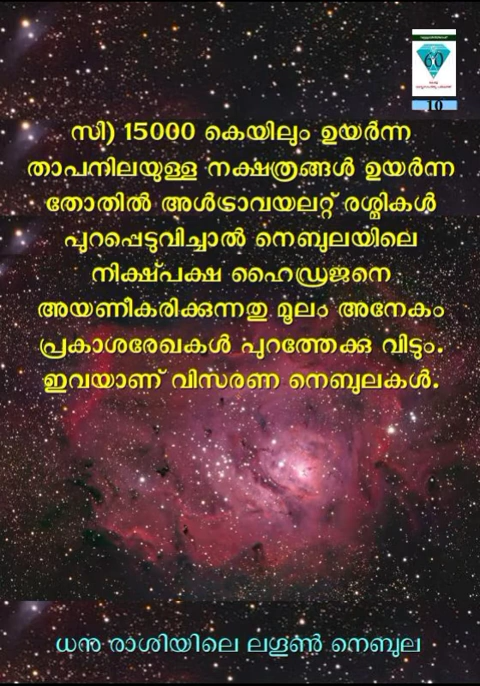 60
10
സി) 15000 കെയിലും ഉയർന്ന
താപനിലയുള്ള നക്ഷത്രങ്ങൾ ഉയർന്ന
തോതിൽ അൾട്രാവയലറ്റ് രശ്മികൾ
പുറപ്പെടുവിച്ചാൽ നെബുലയിലെ
നിക്ഷ്പക്ഷ ഹൈഡ്രജനെ
അയണീകരിക്കുന്നതു മൂലം അനേകം
പ്രകാശരേഖകൾ പുറത്തേക്കു വിടും.
ഇവയാണ് വിസരണ നെബുലകൾ.
ധനു രാശിയിലെ ലഗൂൺ നെബുല